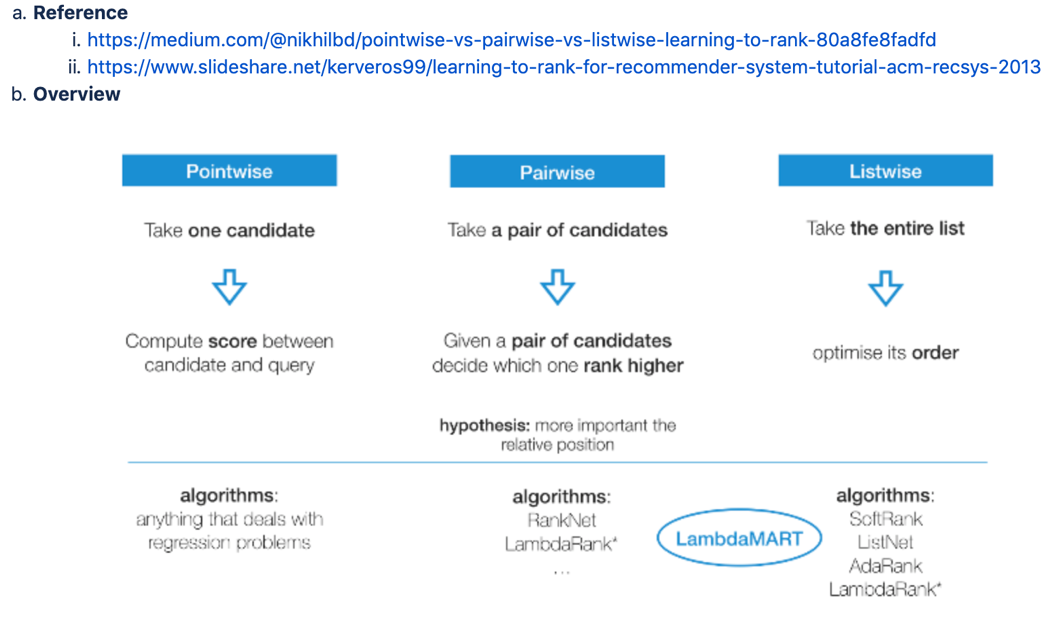 a. Reference
i. https://medium.com/@nikhilbd/pointwise-vs-pairwise-vs-listwise-learning-to-rank-80a8fe8fadfd
ii. https://www.slideshare.net/kerveros99/learning-to-rank-for-recommender-system-tutorial-acm-recsys-2013
b. Overview
Pointwise
Take one candidate
Compute score between
candidate and query
algorithms:
anything that deals with
regression problems
Pairwise
Take a pair of candidates
Given a pair of candidates
decide which one rank higher
hypothesis: more important the
relative position
algorithms:
RankNet
LambdaRank*
...
LambdaMART
Listwise
Take the entire list
optimise its order
algorithms:
SoftRank
ListNet
AdaRank
LambdaRank*